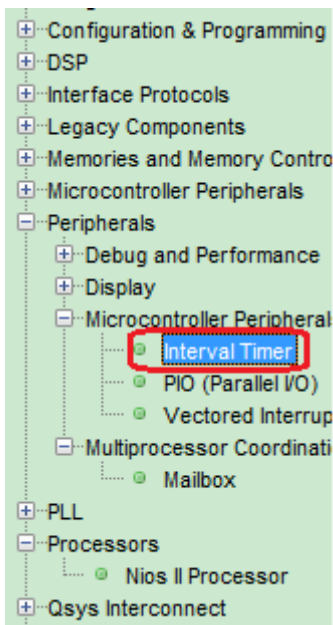 Configuration & Programming
DSP
Interface Protocols
Legacy Components
Memories and Memory Contro
Microcontroller Peripherals
Peripherals
Debug and Performance
Display
Microcontroller Peripheral
Interval Timer
PIO (Parallel I/O)
Vectored Interrup
Multiprocessor Coordinati
Mailbox
PLL
Processors
Nios II Processor
Qsys Interconnect